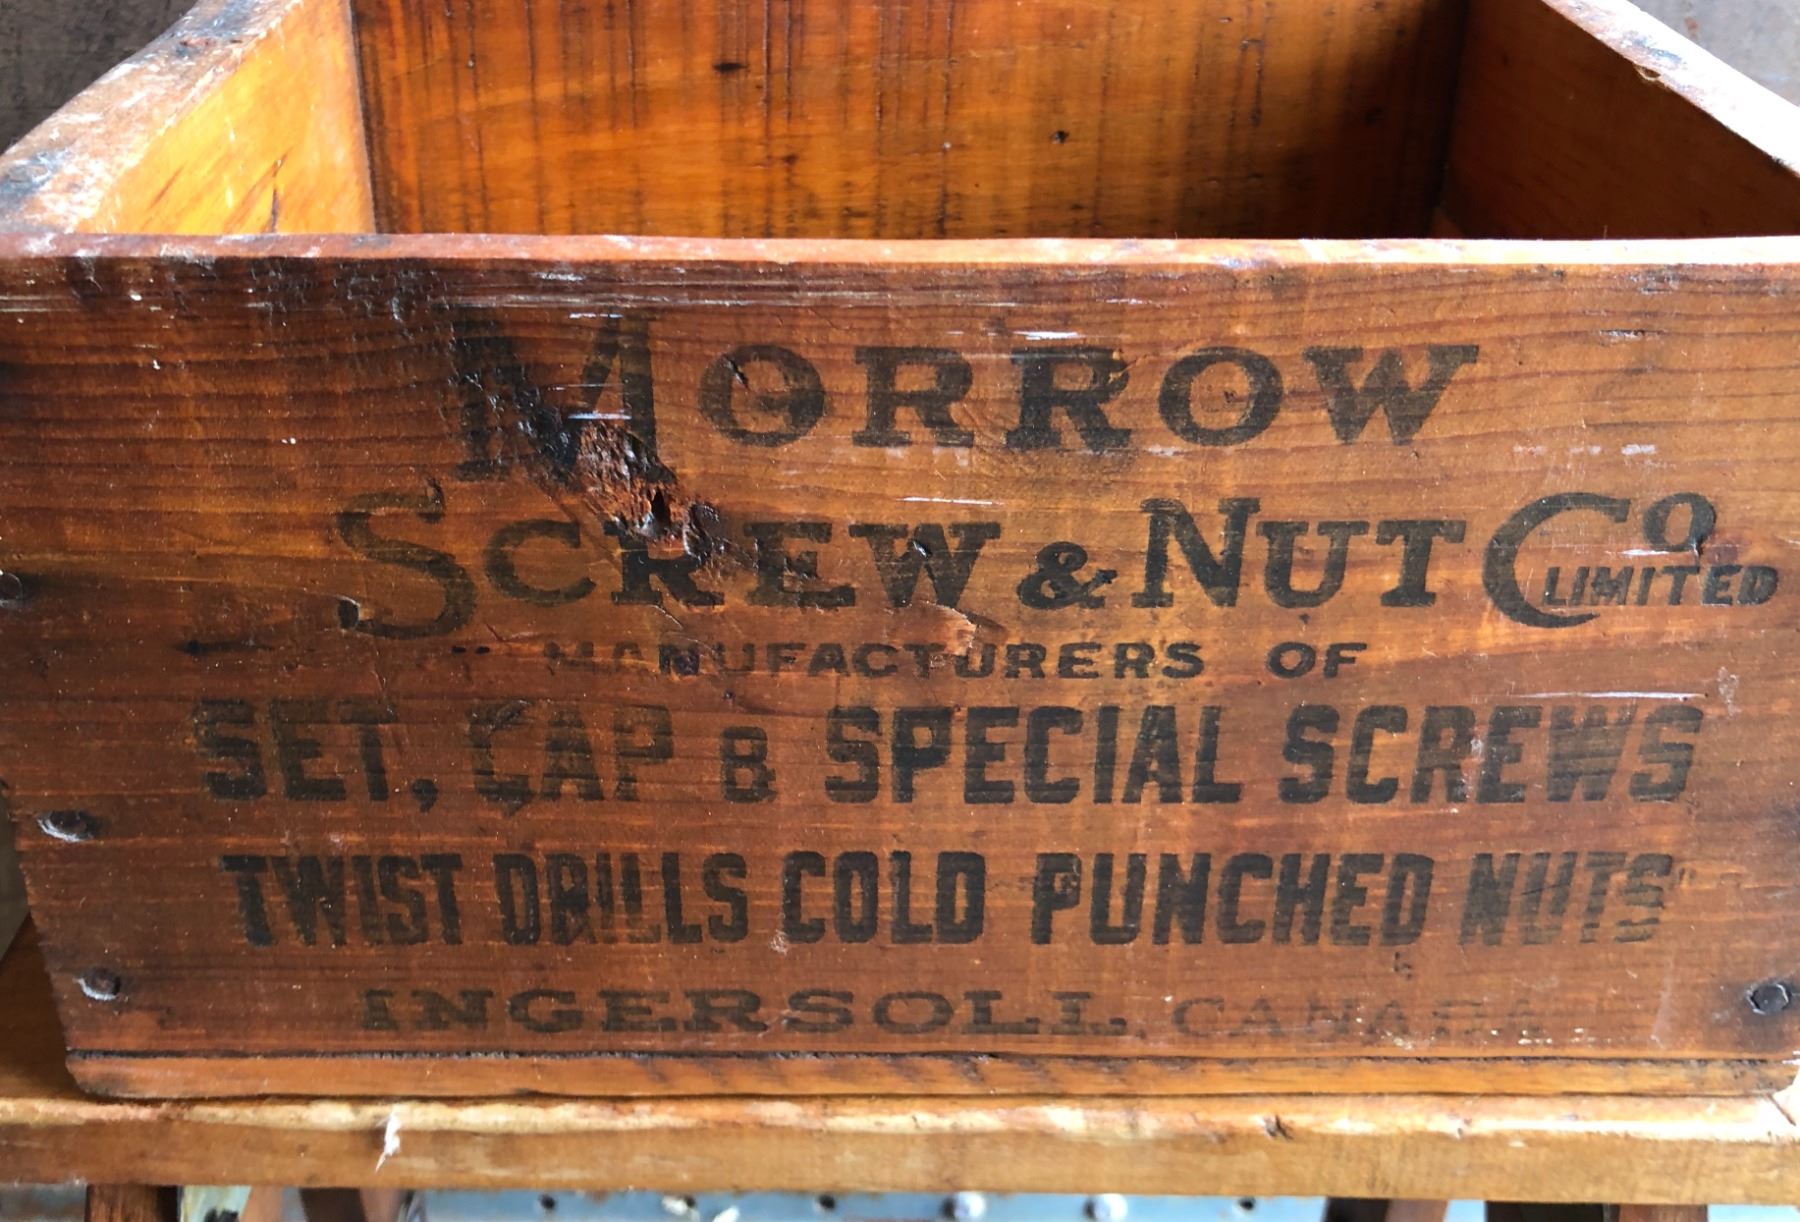 MORROW
SCREW & NUT Co LIMITED
MANUFACTURERS OF
SET, CAP & SPECIAL SCREWS
TWIST DRILLS COLD PUNCHED NUTS
INGERSOLL, CANADA